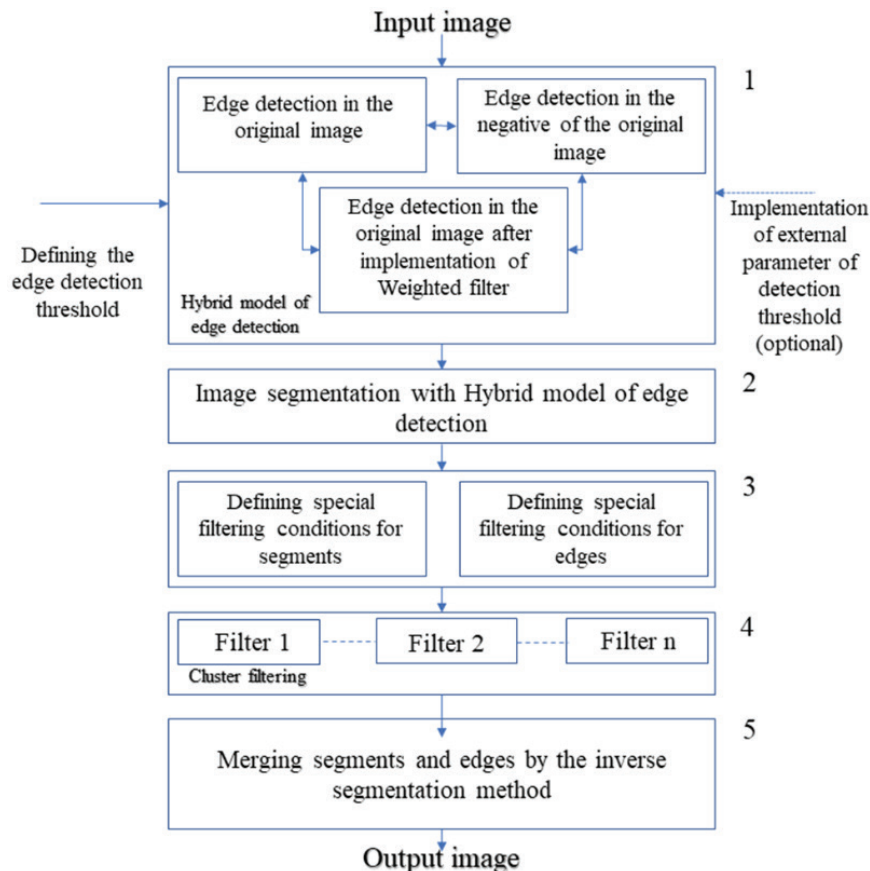 Input image
1
Edge detection in the
original image
Edge detection in the
negative of the original
image
Edge detection in the
original image after
implementation of
Weighted filter
Hybrid model of
edge detection
Defining the
edge detection
threshold
Implementation
of external
parameter of
detection
threshold
(optional)
2
Image segmentation with Hybrid model of edge
detection
3
Defining special
filtering conditions for
segments
Defining special
filtering conditions for
edges
4
Filter 1
Filter 2
Filter n
Cluster filtering
5
Merging segments and edges by the inverse
segmentation method
Output image